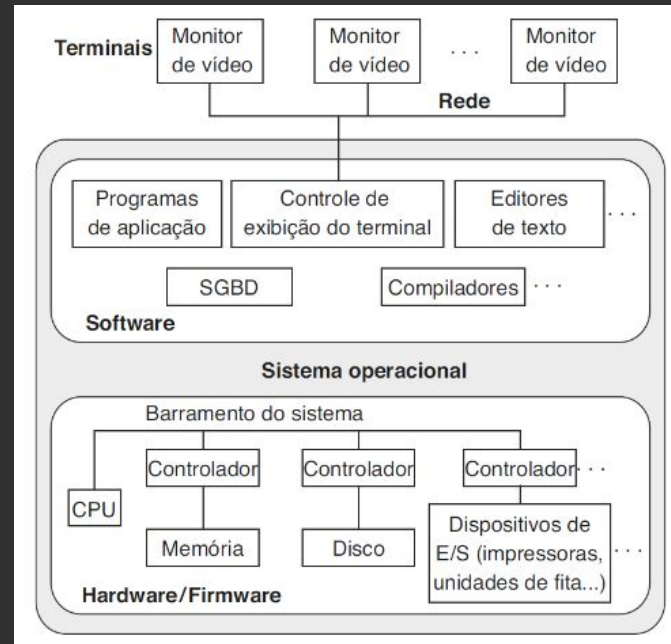 Terminais
Monitor
de vídeo
Monitor
de vídeo
. . .
Monitor
de vídeo
Rede
Programas
de aplicação
Controle de
exibição do terminal
Editores
de texto
. . .
SGBD
Compiladores
. . .
Software
Sistema operacional
Barramento do sistema
CPU
Controlador
Controlador
Controlador
. . .
Memória
Disco
Dispositivos de
E/S (impressoras,
unidades de fita...)
. . .
Hardware/Firmware